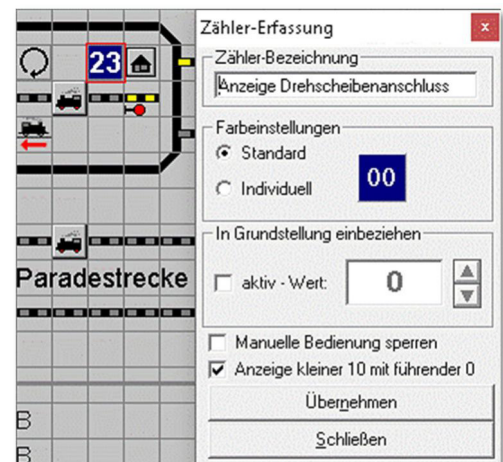 23
Paradestrecke
B
B
Zähler-Erfassung
x
Zähler-Bezeichnung
Anzeige Drehscheibenanschluss
Farbeinstellungen
Standard
Individuell
00
In Grundstellung einbeziehen
aktiv - Wert:
0
Manuelle Bedienung sperren
Anzeige kleiner 10 mit führender 0
Übernehmen
Schließen